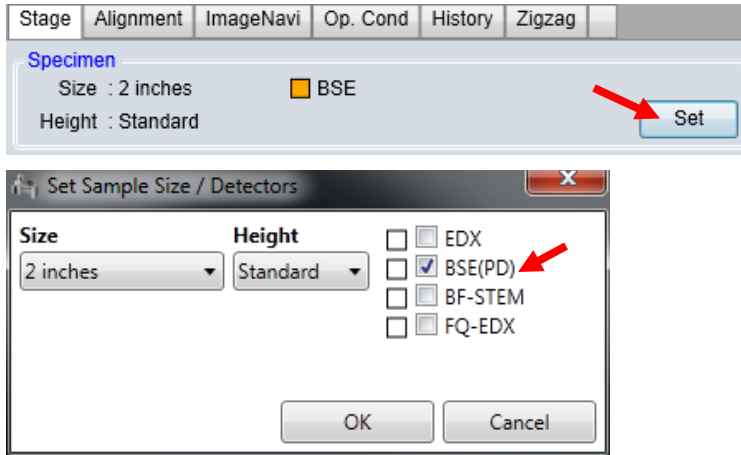 Stage Alignment ImageNavi Op. Cond History Zigzag
Specimen
Size : 2 inches BSE
Height : Standard
Set
Set Sample Size / Detectors
Size Height EDX
2 inches Standard BSE(PD)
BF-STEM
FQ-EDX
OK Cancel